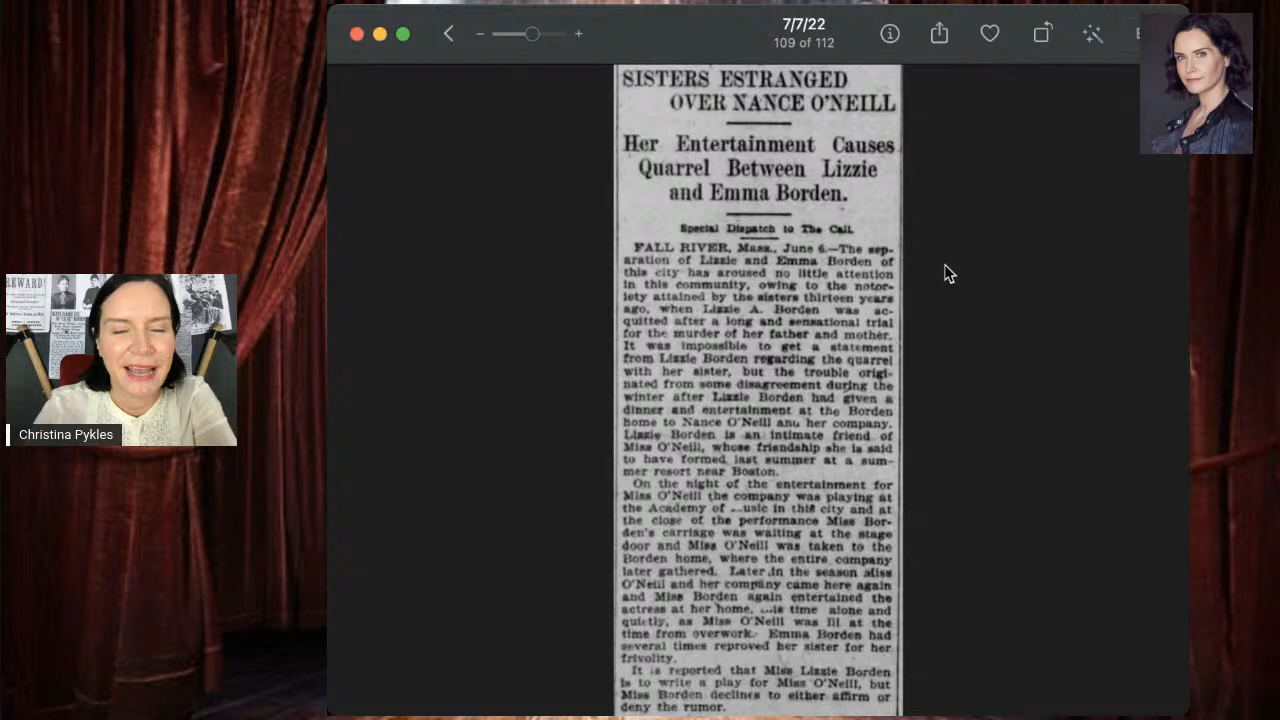 7/7/22
109 of 112
SISTERS ESTRANGED
OVER NANCE O'NEILL
Her Entertainment Causes
Quarrel Between Lizzie
and Emma Borden.
Special Dispatch to The Call.
FALL RIVER, Mass., June 6.—The sep-
aration of Lizzie and Emma Borden of
this city has aroused no little attention
in this community, owing to the notor-
iety attained by the sisters thirteen years
ago, when Lizzie A. Borden was ac-
quitted after a long and sensational trial
for the murder of her father and mother.
It was impossible to get a statement
from Lizzie Borden regarding the quarrel
with her sister, but the trouble origi-
nated from some disagreement during the
winter after Lizzie Borden had given a
dinner and entertainment at the Borden
home to Nance O'Neill and her company.
Lizzie Borden is an intimate friend of
Miss O'Neill, whose friendship she is said
to have formed last summer at a sum-
mer resort near Boston.
On the night of the entertainment for
Miss O'Neill the company was playing at
the Academy of usic in this city and at
the close of the performance Miss Bor-
den's carriage was waiting at the stage
door and Miss O'Neill was taken to the
Borden home, where the entire company
later gathered. Later in the season Miss
O'Neill and her company came here again
and Miss Borden again entertained the
actress at her home, is time alone and
quietly, as Miss O'Neill was ill at the
time from overwork. Emma Borden had
several times reproved her sister for her
frivolity.
It is reported that Miss Lizzie Borden
is to write a play for Miss O'Neill, but
Miss Borden declines to either affirm or
deny the rumor.
REWARD!
Christina Pykles